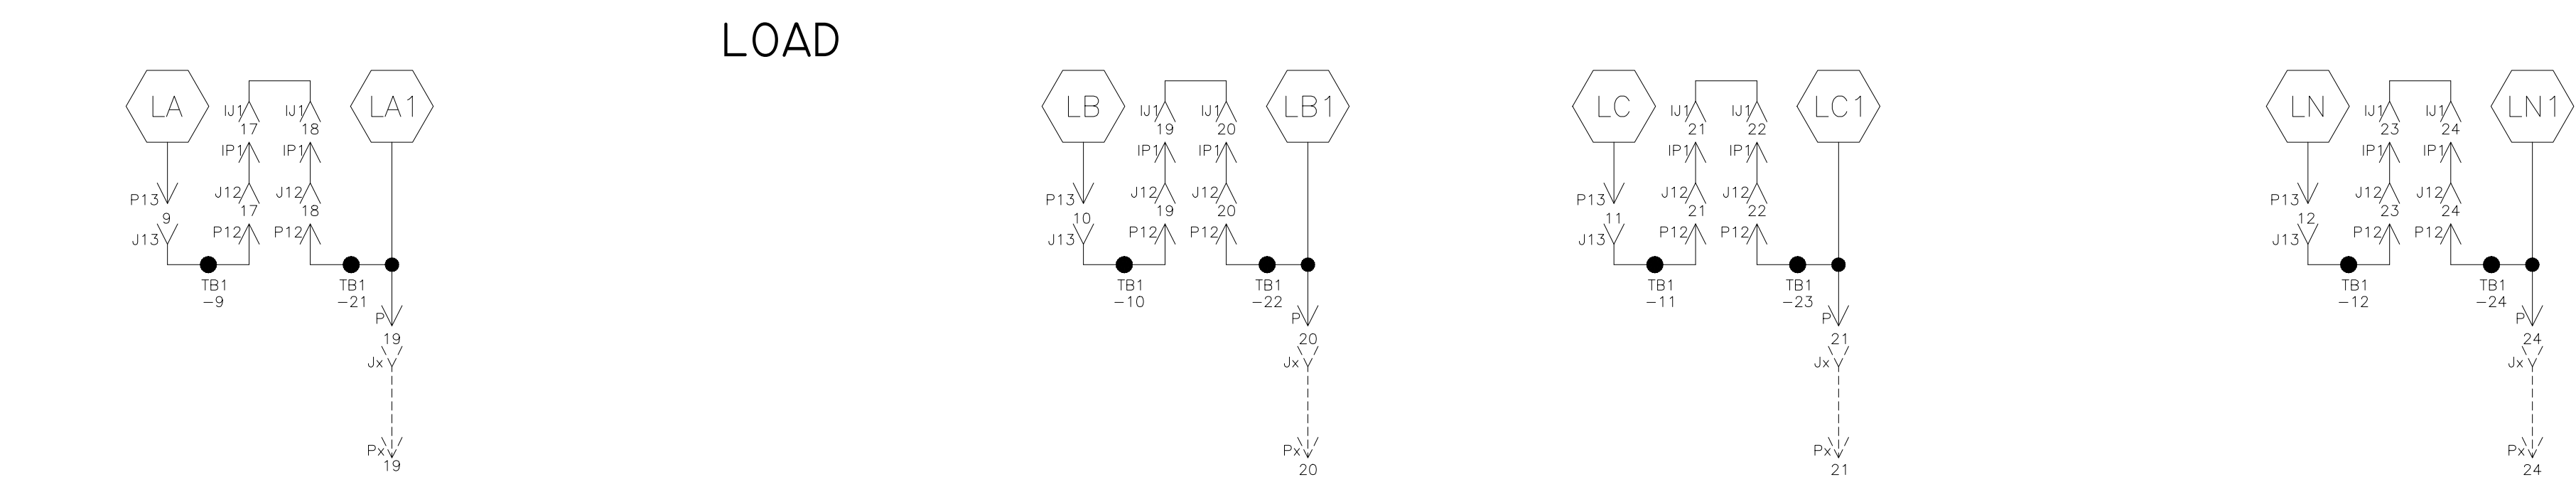 LOAD
LA
IJ1
17
IJ1
18
LA1
IP1
IP1
P13
9
J13
J12
17
J12
18
P12
P12
TB1
-9
TB1
-21
P
19
Jx
Px
19
LB
IJ1
19
IJ1
20
LB1
IP1
IP1
P13
10
J13
J12
19
J12
20
P12
P12
TB1
-10
TB1
-22
P
20
Jx
Px
20
LC
IJ1
21
IJ1
22
LC1
IP1
IP1
P13
11
J13
J12
21
J12
22
P12
P12
TB1
-11
TB1
-23
P
21
Jx
Px
21
LN
IJ1
23
IJ1
24
LN1
IP1
IP1
P13
12
J13
J12
23
J12
24
P12
P12
TB1
-12
TB1
-24
P
24
Jx
Px
24